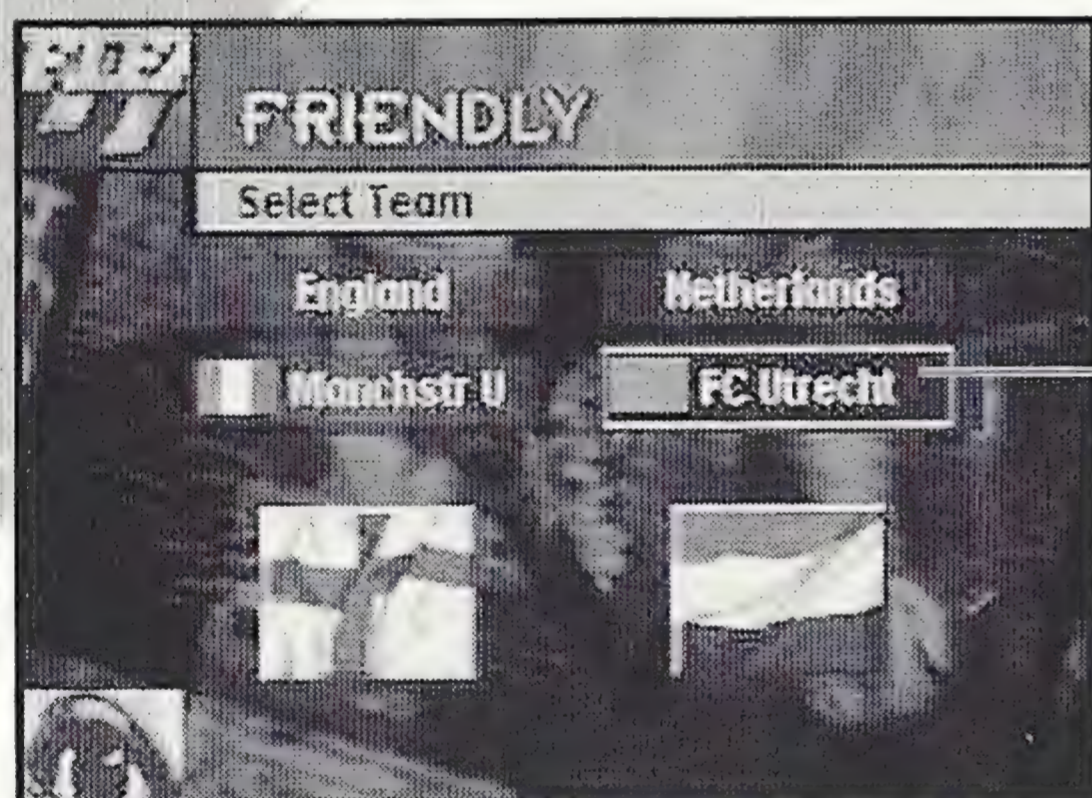 FRIENDLY
Select Team
England
Netherlands
Manchstr U
FC Utrecht